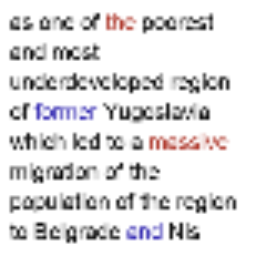 as one of the poorest
and most
underdeveloped region
of former Yugoslavia
which led to a massive
migration of the
population of the region
to Belgrade and Nis